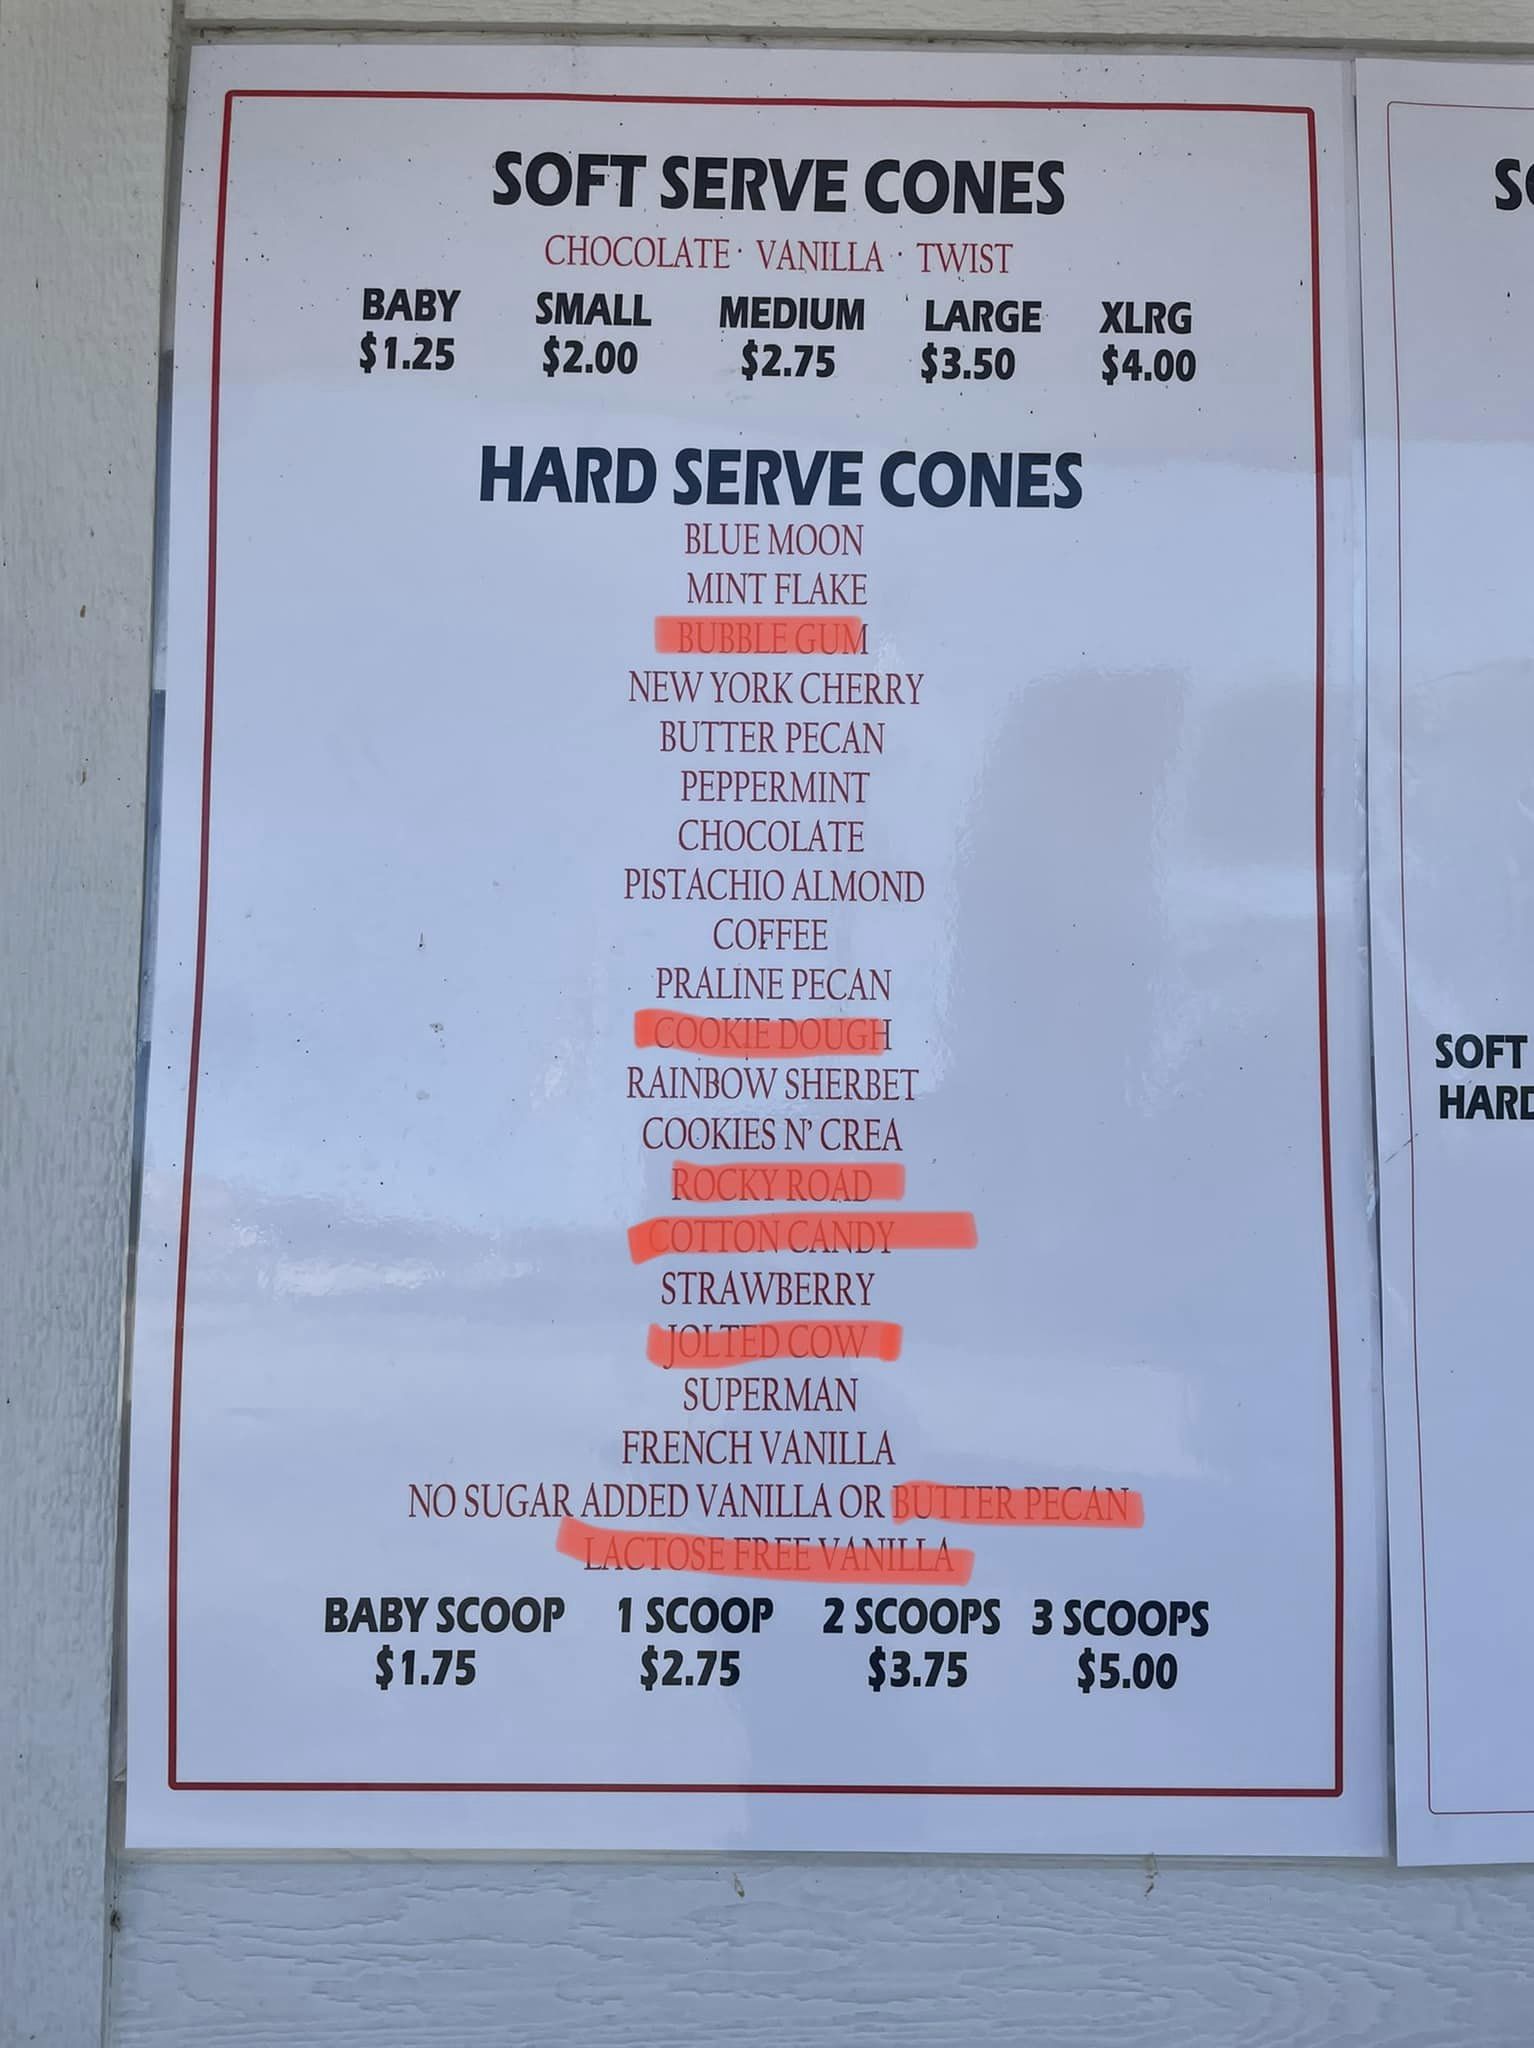 SOFT SERVE CONES
CHOCOLATE · VANILLA · TWIST
BABY SMALL MEDIUM LARGE XLRG
$1.25 $2.00 $2.75 $3.50 $4.00
HARD SERVE CONES
BLUE MOON
MINT FLAKE
BUBBLE GUM
NEW YORK CHERRY
BUTTER PECAN
PEPPERMINT
CHOCOLATE
PISTACHIO ALMOND
COFFEE
PRALINE PECAN
COOKIE DOUGH
RAINBOW SHERBET
COOKIES N' CREA
ROCKY ROAD
COTTON CANDY
STRAWBERRY
JOLTED COW
SUPERMAN
FRENCH VANILLA
NO SUGAR ADDED VANILLA OR BUTTER PECAN
LACTOSE FREE VANILLA
BABY SCOOP 1 SCOOP 2 SCOOPS 3 SCOOPS
$1.75 $2.75 $3.75 $5.00
SOFT
HARD